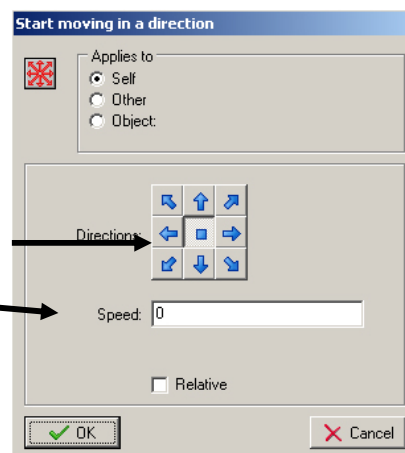 Start moving in a direction
Applies to
Self
Other
Object:
Directions:
Speed: 0
Relative
OK
Cancel